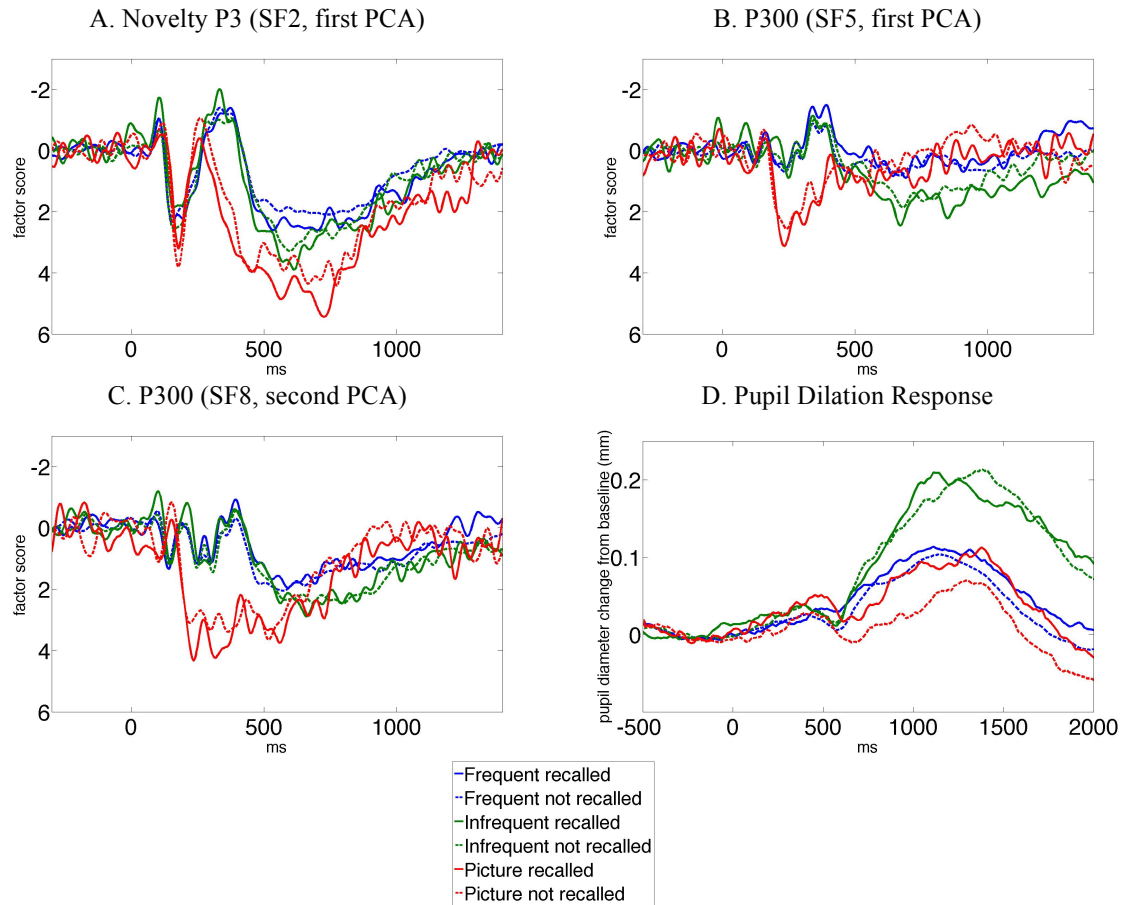 A. Novelty P3 (SF2, first PCA)
-2
0
2
4
6
factor score
0
500
1000
ms
B. P300 (SF5, first PCA)
-2
0
2
4
6
factor score
0
500
1000
ms
C. P300 (SF8, second PCA)
-2
0
2
4
6
factor score
0
500
1000
ms
D. Pupil Dilation Response
0.2
0.1
0
pupil diameter change from baseline (mm)
-500
0
500
1000
1500
2000
ms
Frequent recalled
Frequent not recalled
Infrequent recalled
Infrequent not recalled
Picture recalled
Picture not recalled